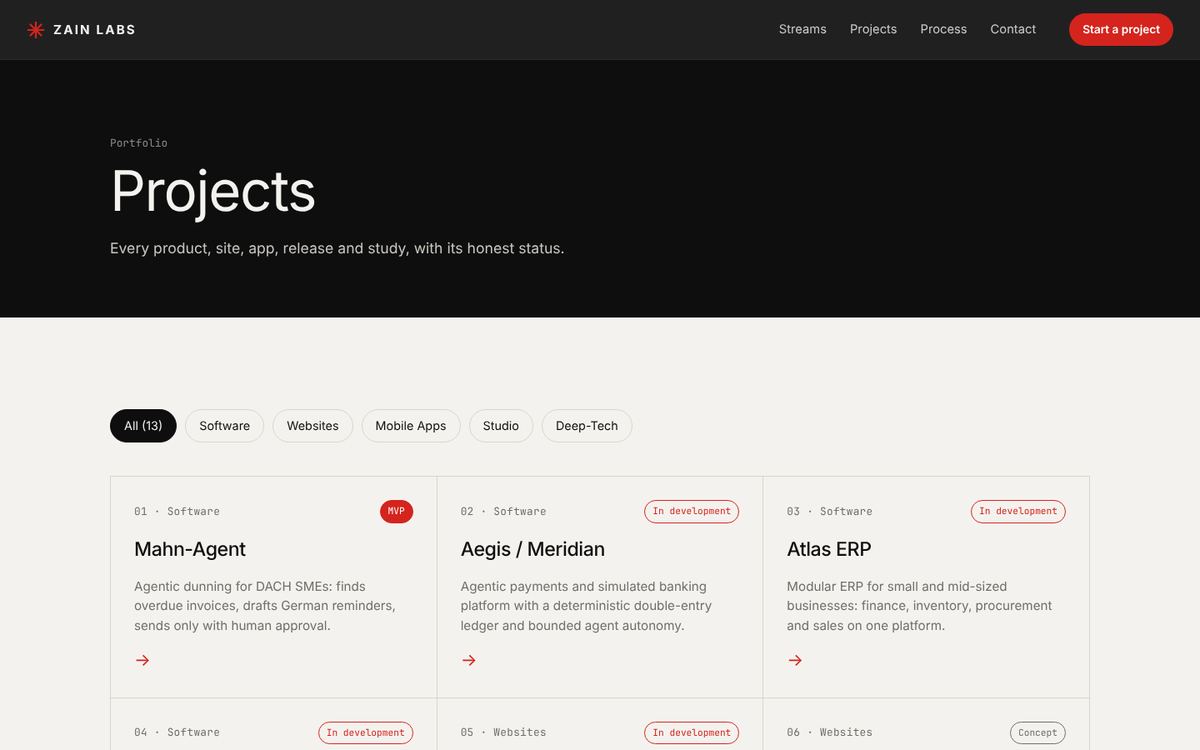 ZAIN LABS
Streams
Projects
Process
Contact
Start a project
Portfolio
Projects
Every product, site, app, release and study, with its honest status.
All (13)
Software
Websites
Mobile Apps
Studio
Deep-Tech
01 · Software
MVP
Mahn-Agent
Agentic dunning for DACH SMEs: finds
overdue invoices, drafts German reminders,
sends only with human approval.
→
02 · Software
In development
Aegis / Meridian
Agentic payments and simulated banking
platform with a deterministic double-entry
ledger and bounded agent autonomy.
→
03 · Software
In development
Atlas ERP
Modular ERP for small and mid-sized
businesses: finance, inventory, procurement
and sales on one platform.
→
04 · Software
In development
05 · Websites
In development
06 · Websites
Concept